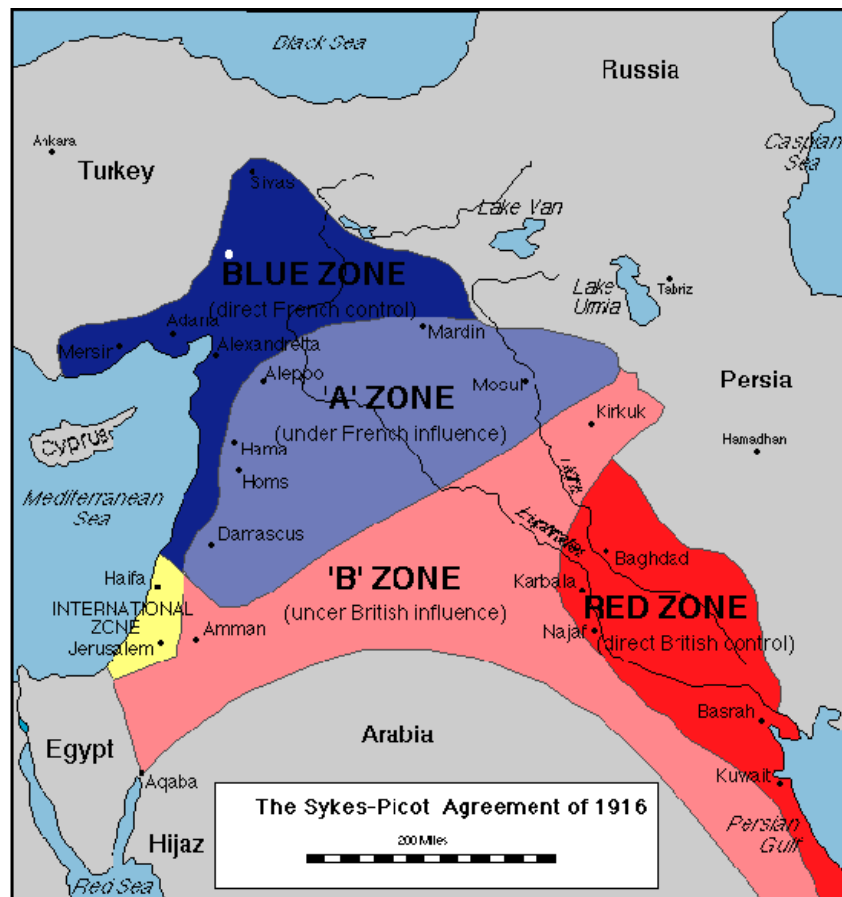 Black Sea
Russia
Ankara
Caspian
Sea
Turkey
Sivas
Lake Van
BLUE ZONE
(direct French control)
Lake
Urmia
Tabriz
Adana
Mersin
Alexandretta
Mardin
Aleppo
'A' ZONE
Mosul
Persia
(under French influence)
Kirkuk
Cyprus
Hama
Hamadhan
Homs
Tigris
Mediterranean
Sea
Euphrates
Damascus
Baghdad
Haifa
'B' ZONE
Karbala
INTERNATIONAL
ZONE
(under British influence)
RED ZONE
Amman
Najaf
(direct British control)
Jerusalem
Basrah
Egypt
Arabia
Aqaba
Kuwait
The Sykes-Picot Agreement of 1916
Persian
Gulf
200 Miles
Hijaz
Red Sea